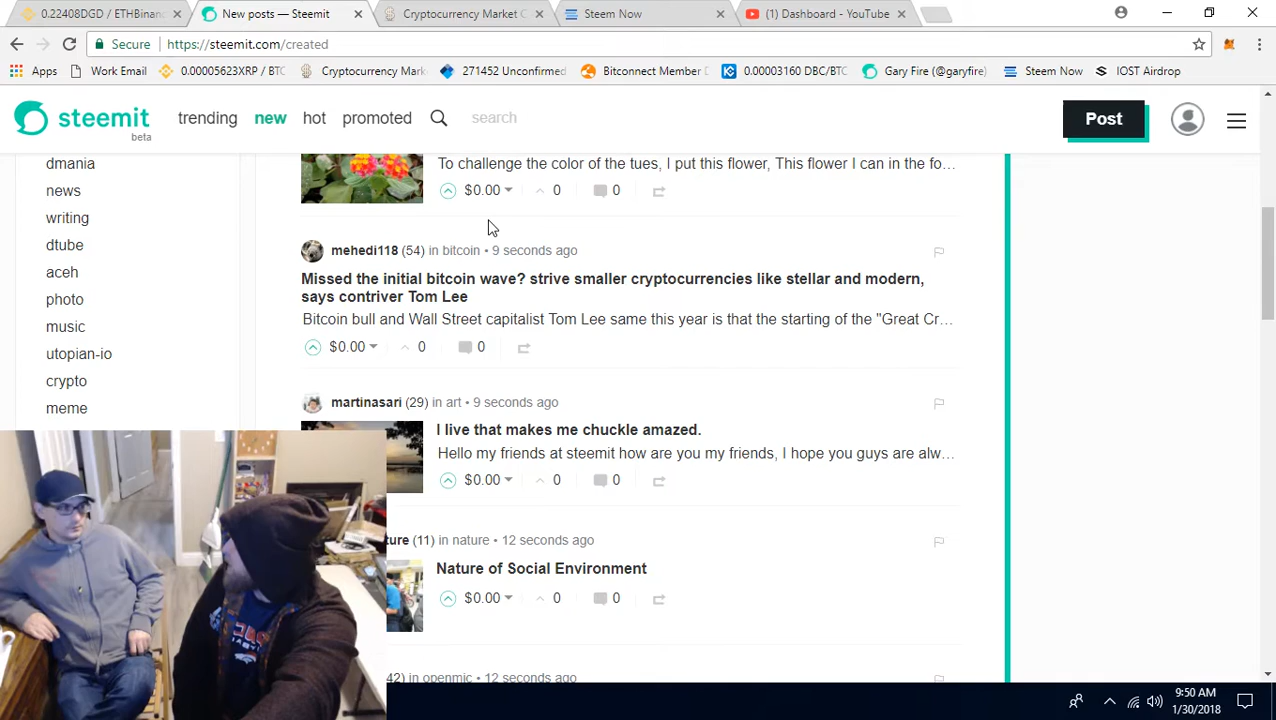 0.22408DGD / ETHBinan
New posts — Steemit
Cryptocurrency Market C
Steem Now
(1) Dashboard - YouTube
Secure https://steemit.com/created
Apps Work Email 0.00005623XRP / BTC Cryptocurrency Mark 271452 Unconfirmed Bitconnect Member D 0.00003160 DBC/BTC Gary Fire (@garyfire) Steem Now IOST Airdrop
steemit beta
trending new hot promoted search
Post
dmania
news
writing
dtube
aceh
photo
music
utopian-io
crypto
meme
To challenge the color of the tues, I put this flower, This flower I can in the fo...
$0.00 0 0
mehedi118 (54) in bitcoin • 9 seconds ago
Missed the initial bitcoin wave? strive smaller cryptocurrencies like stellar and modern,
says contriver Tom Lee
Bitcoin bull and Wall Street capitalist Tom Lee same this year is that the starting of the "Great Cr...
$0.00 0 0
martinasari (29) in art • 9 seconds ago
I live that makes me chuckle amazed.
Hello my friends at steemit how are you my friends, I hope you guys are alw...
$0.00 0 0
ture (11) in nature • 12 seconds ago
Nature of Social Environment
$0.00 0 0
42) in openmic • 12 seconds ago
9:50 AM
1/30/2018